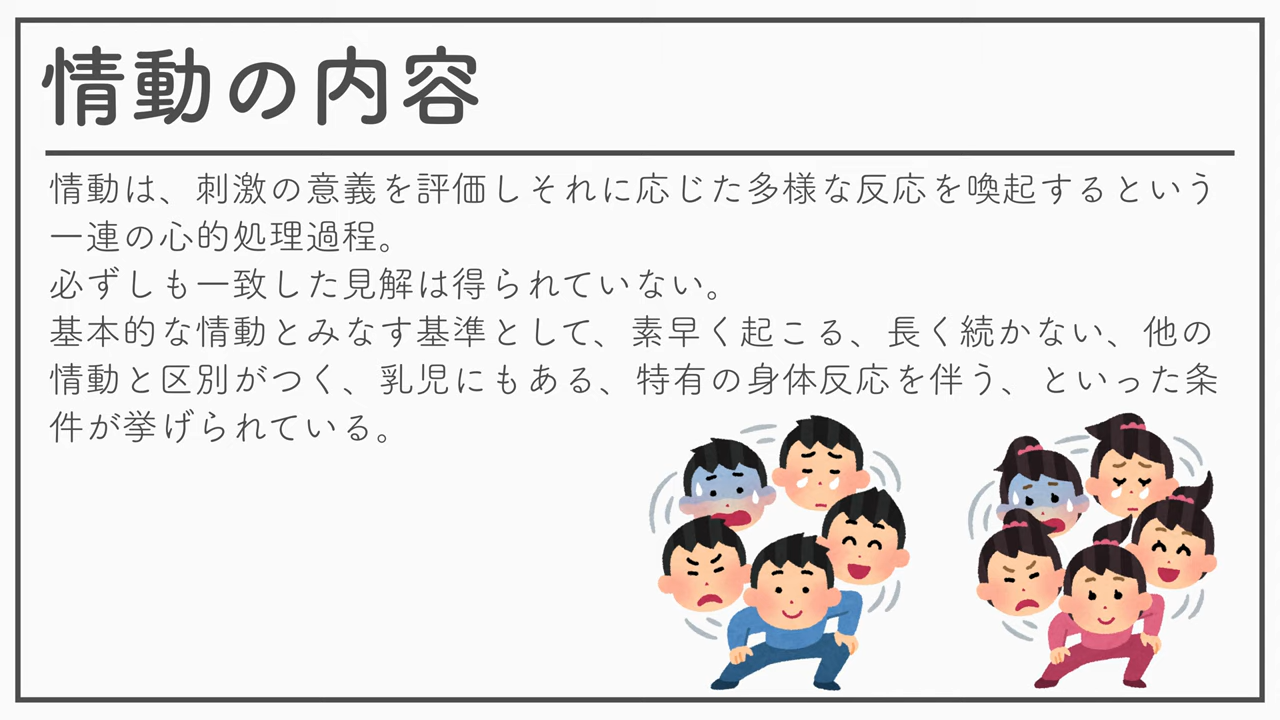 情動の内容
情動は、刺激の意義を評価しそれに応じた多様な反応を喚起するという
一連の心的処理過程。
必ずしも一致した見解は得られていない。
基本的な情動とみなす基準として、素早く起こる、長く続かない、他の
情動と区別がつく、乳児にもある、特有の身体反応を伴う、といった条
件が挙げられている。